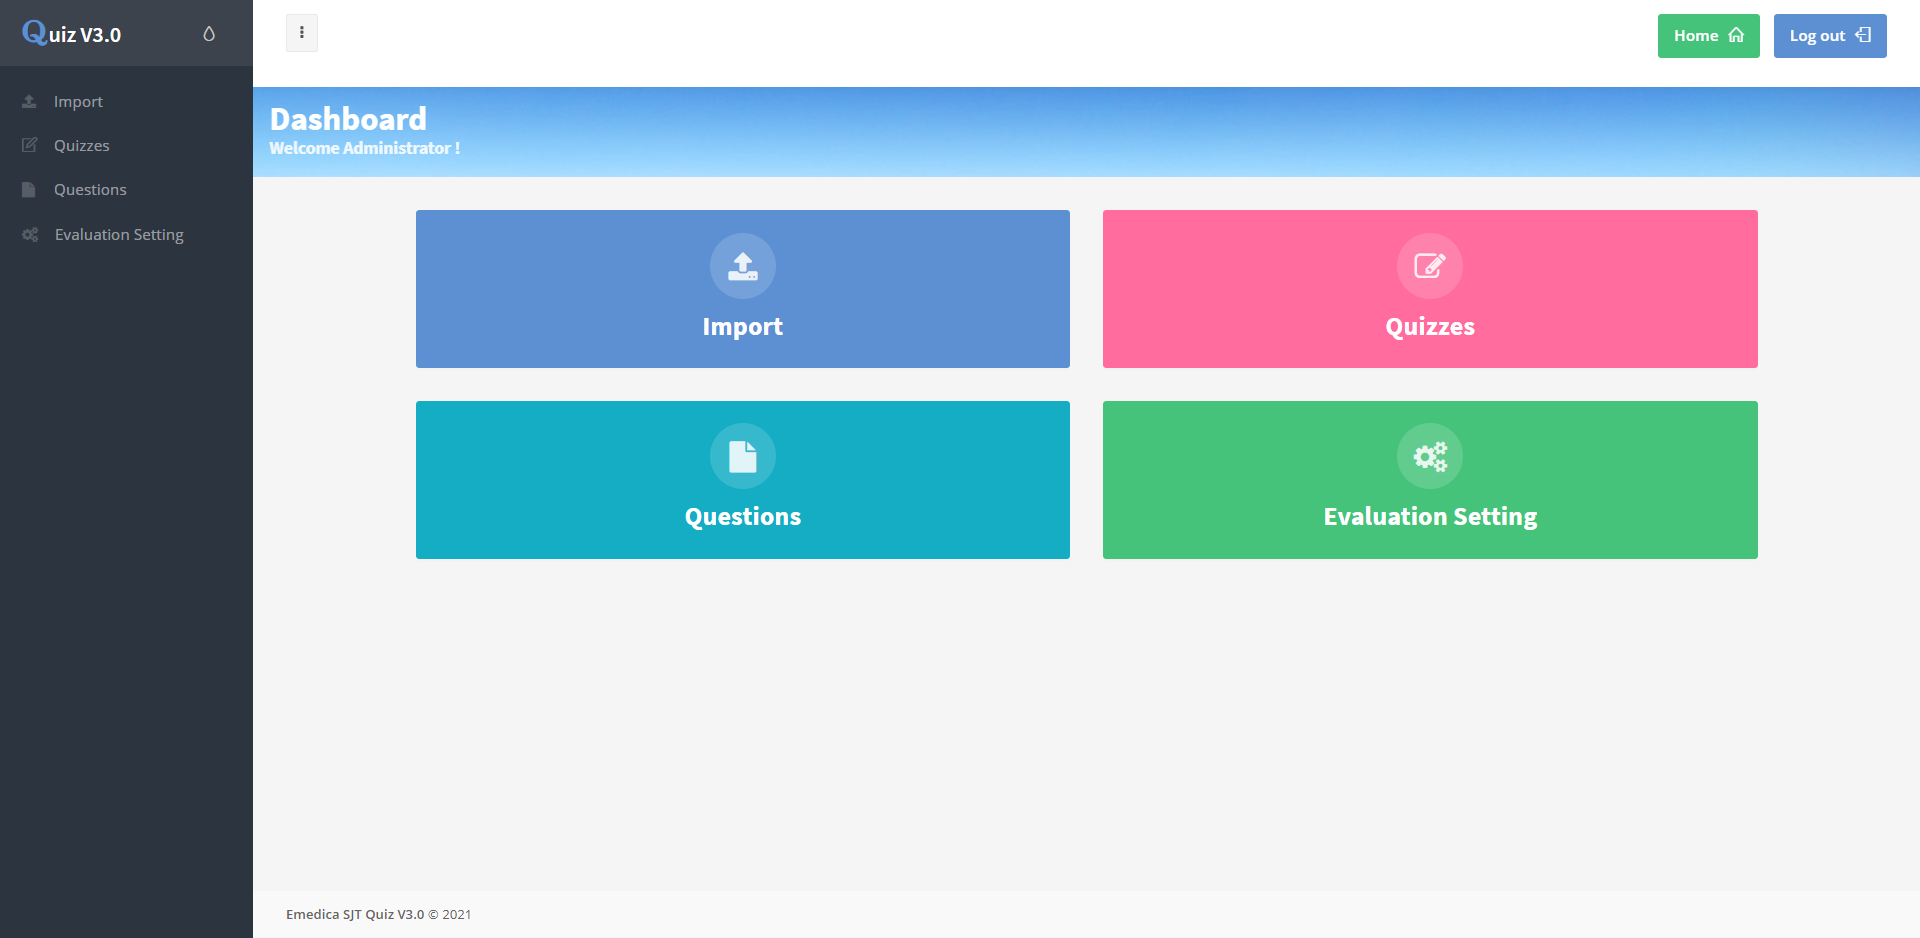 Quiz V3.0
Home
Log out
Import
Quizzes
Questions
Evaluation Setting
Dashboard
Welcome Administrator !
Import
Quizzes
Questions
Evaluation Setting
Emedica SJT Quiz V3.0 © 2021